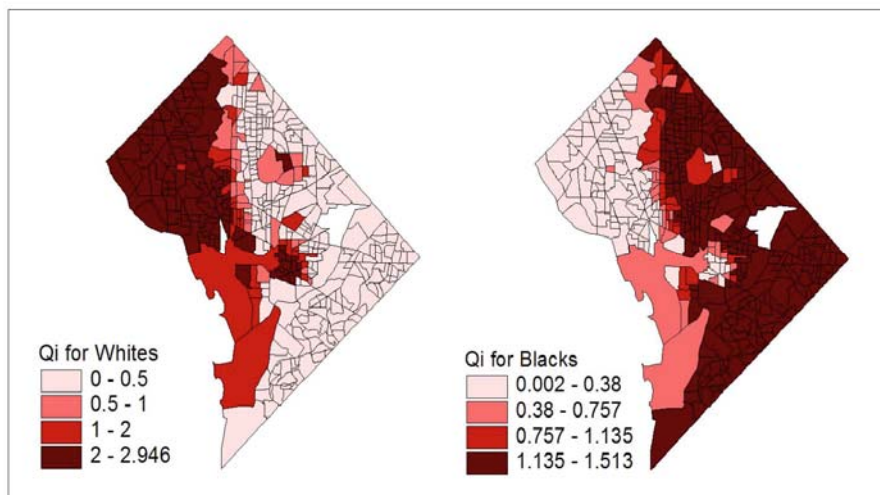 Qi for Whites
0 - 0.5
0.5 - 1
1 - 2
2 - 2.946
Qi for Blacks
0.002 - 0.38
0.38 - 0.757
0.757 - 1.135
1.135 - 1.513